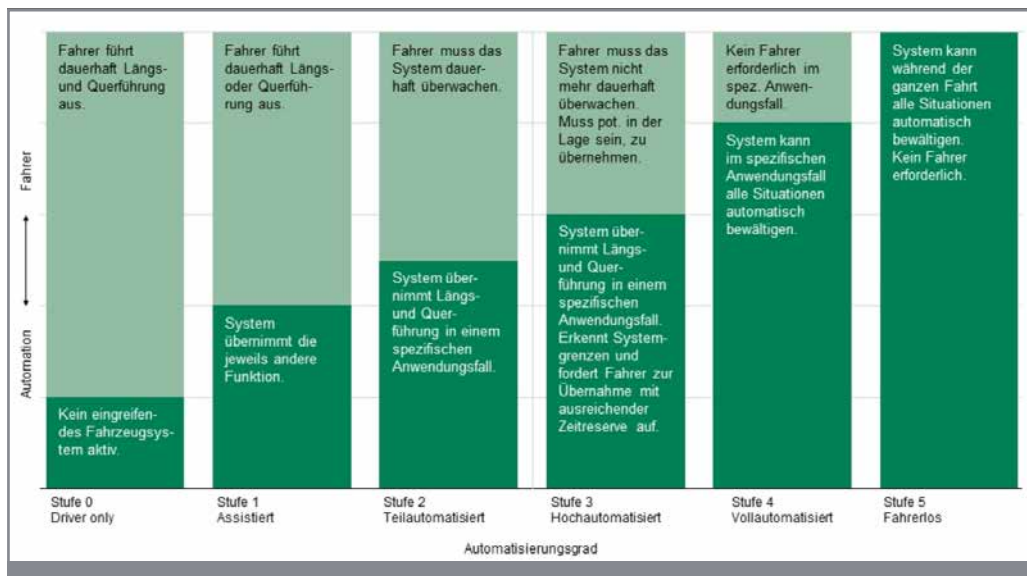 Fahrer führt
dauerhaft Längs-
und Querführung
aus.
Kein eingreifen-
des Fahrzeugsys-
tem aktiv.
Fahrer führt
dauerhaft Längs-
oder Querfüh-
rung aus.
System
übernimmt die
jeweils andere
Funktion.
Fahrer muss das
System dauer-
haft überwachen.
System über-
nimmt Längs-
und Quer-
führung in einem
spezifischen
Anwendungsfall.
Fahrer muss das
System nicht
mehr dauerhaft
überwachen.
Muss pot. in der
Lage sein, zu
übernehmen.
System über-
nimmt Längs-
und Quer-
führung in einem
spezifischen
Anwendungsfall.
Erkennt System-
grenzen und
fordert Fahrer zur
Übernahme mit
ausreichender
Zeitreserve auf.
Kein Fahrer
erforderlich im
spez. Anwen-
dungsfall.
System kann
im spezifischen
Anwendungsfall
alle Situationen
automatisch
bewältigen.
System kann
während der
ganzen Fahrt
alle Situationen
automatisch
bewältigen.
Kein Fahrer
erforderlich.
Fahrer
Automation
Stufe 0
Driver only
Stufe 1
Assistiert
Stufe 2
Teilautomatisiert
Stufe 3
Hochautomatisiert
Stufe 4
Vollautomatisiert
Stufe 5
Fahrerlos
Automatisierungsgrad